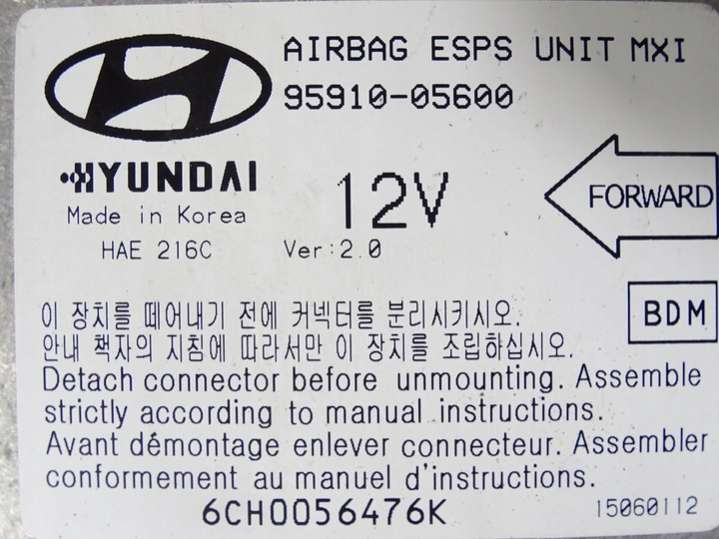 AIRBAG ESPS UNIT MXI
95910-05600
HYUNDAI
Made in Korea
12V
FORWARD
HAE 216C
Ver:2.0
이 장치를 떼어내기 전에 커넥터를 분리시키시오.
BDM
안내 책자의 지침에 따라서만 이 장치를 조립하십시오.
Detach connector before unmounting. Assemble
strictly according to manual instructions.
Avant démontage enlever connecteur. Assembler
conformement au manuel d'instructions.
6CH0056476K
15060112